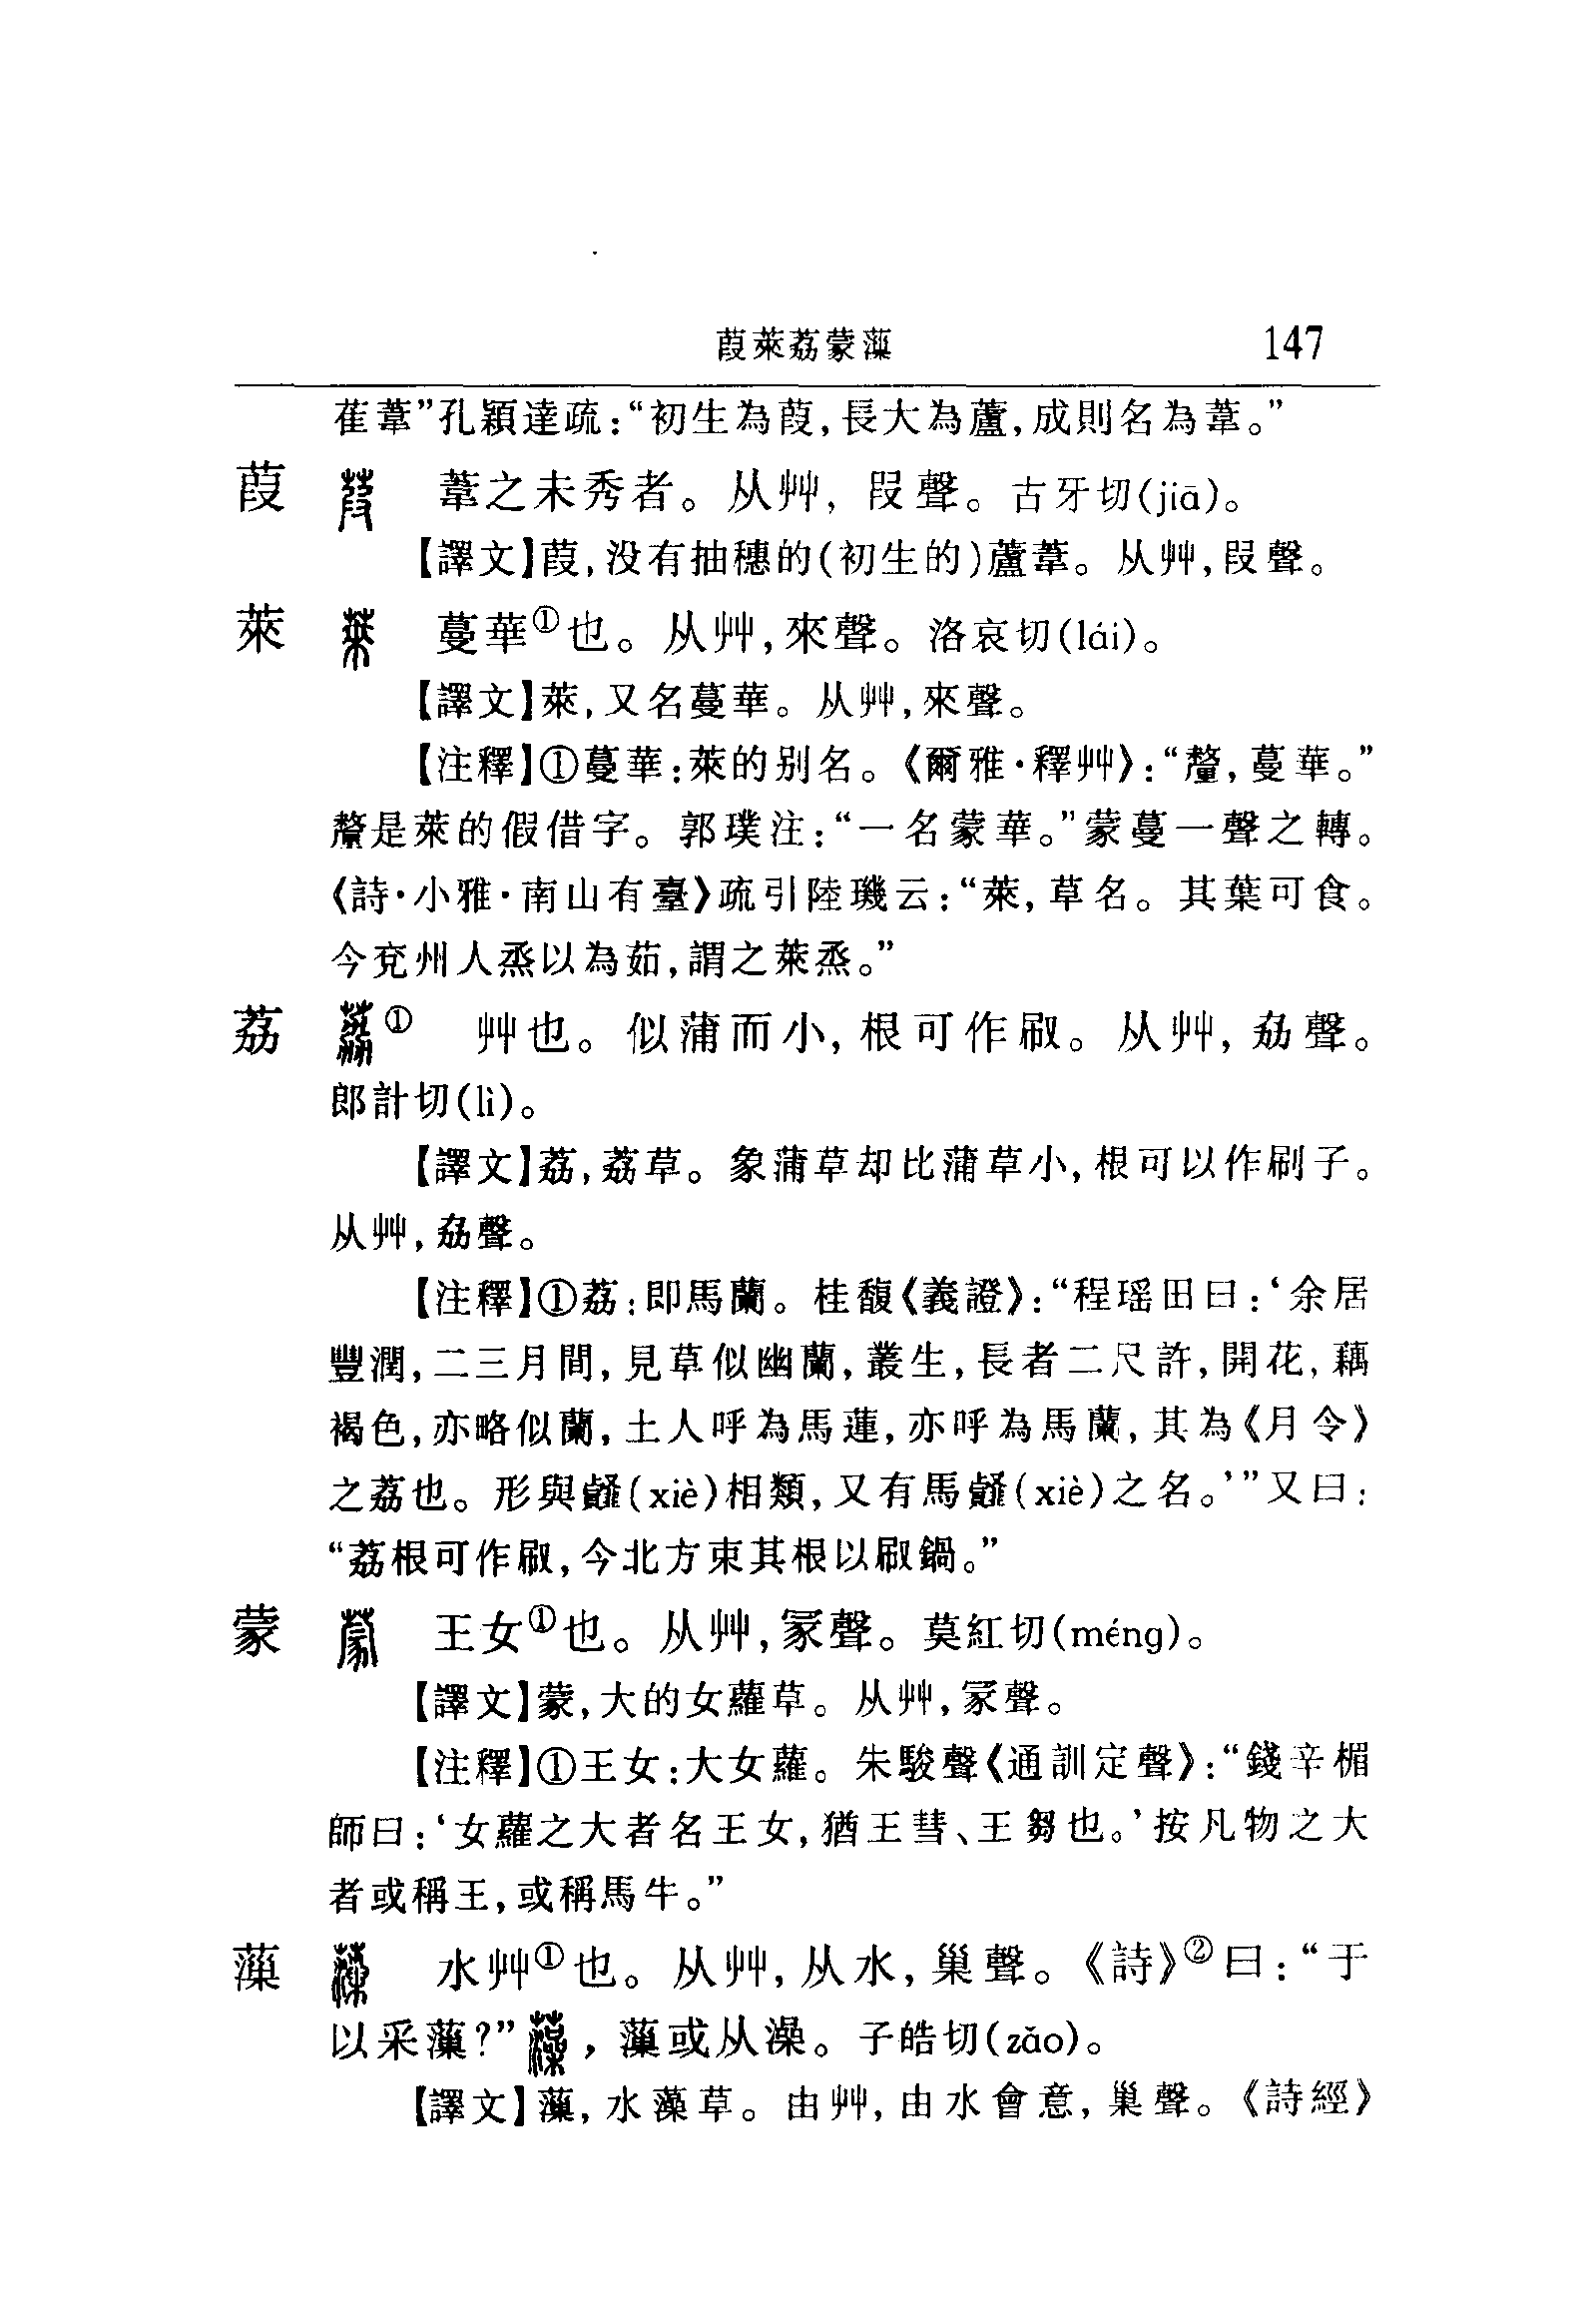 葭萊荔蒙薻 147
萑葦”孔穎達疏：“初生為葭，長大為蘆，成則名為葦。”
葭 葦之未秀者。从艸，叚聲。古牙切(jiā)。
【譯文】葭，没有抽穗的(初生的)蘆葦。从艸，叚聲。
萊 蔓華①也。从艸，來聲。洛哀切(lái)。
【譯文】萊，又名蔓華。从艸，來聲。
【注釋】①蔓華：萊的别名。《爾雅·釋艸》：“釐，蔓華。”
釐是萊的假借字。郭璞注：“一名蒙華。”蒙蔓一聲之轉。
《詩·小雅·南山有臺》疏引陸璣云：“萊，草名。其葉可食。
今兗州人烝以為茹，謂之萊烝。”
荔 ① 艸也。似蒲而小，根可作㕞。从艸，劦聲。
郎計切(lì)。
【譯文】荔，荔草。象蒲草却比蒲草小，根可以作刷子。
从艸，劦聲。
【注釋】①荔：即馬蘭。桂馥《義證》：“程瑶田曰：‘余居
豐潤，二三月間，見草似幽蘭，叢生，長者二尺許，開花，藕
褐色，亦略似蘭，土人呼為馬蓮，亦呼為馬蘭，其為《月令》
之荔也。形與䪥(xiè)相類，又有馬䪥(xiè)之名。’”又曰：
“荔根可作㕞，今北方束其根以㕞鍋。”
蒙 王女①也。从艸，冡聲。莫紅切(méng)。
【譯文】蒙，大的女蘿草。从艸，冡聲。
【注釋】①王女：大女蘿。朱駿聲《通訓定聲》：“錢辛楣
師曰：‘女蘿之大者名王女，猶王彗、王芻也。’按凡物之大
者或稱王，或稱馬牛。”
薻 水艸①也。从艸，从水，巢聲。《詩》②曰：“于
以采薻？” ，薻或从澡。子皓切(zǎo)。
【譯文】薻，水藻草。由艸，由水會意，巢聲。《詩經》